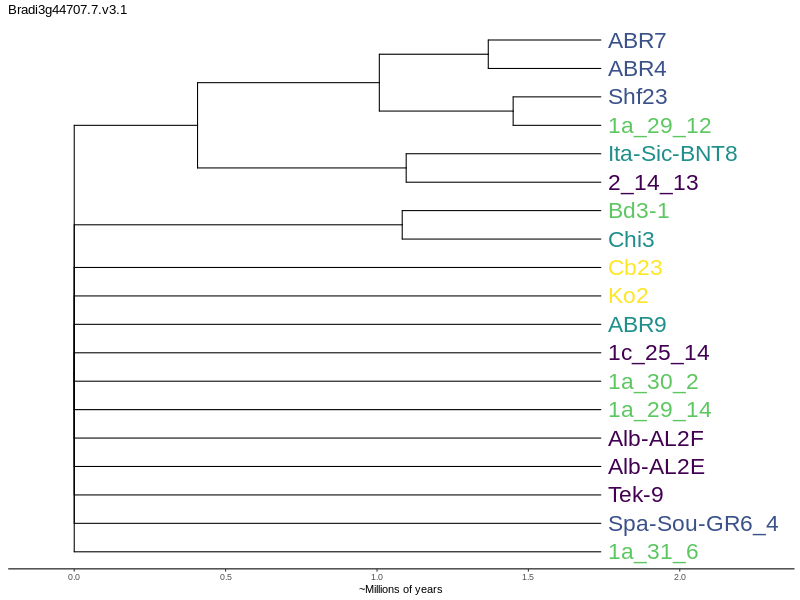 Bradi3g44707.7.v3.1
ABR7
ABR4
Shf23
1a_29_12
Ita-Sic-BNT8
2_14_13
Bd3-1
Chi3
Cb23
Ko2
ABR9
1c_25_14
1a_30_2
1a_29_14
Alb-AL2F
Alb-AL2E
Tek-9
Spa-Sou-GR6_4
1a_31_6
0.0 0.5 1.0 1.5 2.0
~Millions of years